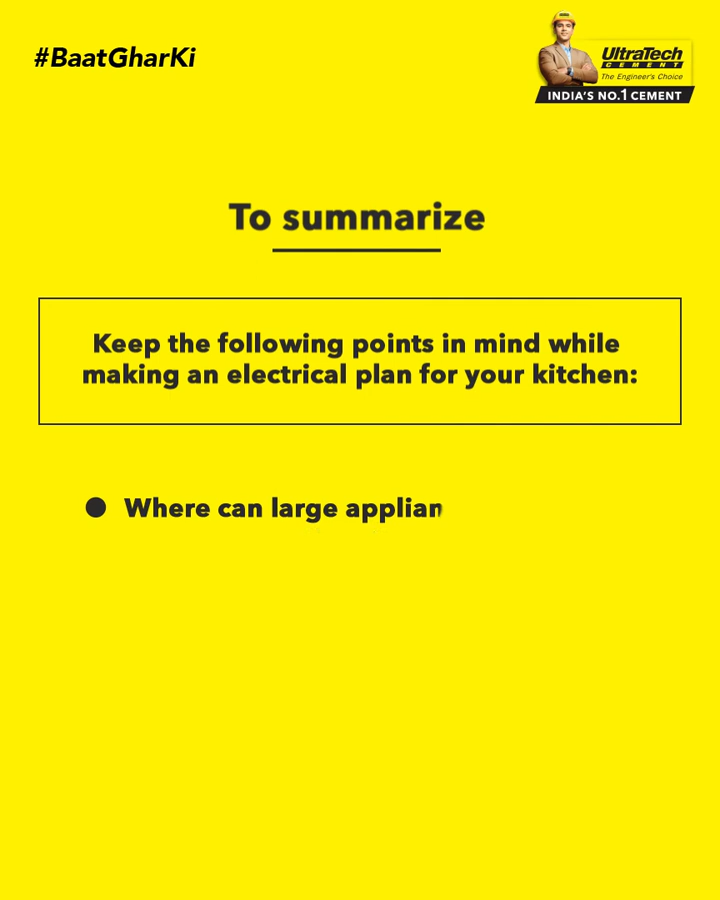 #BaatGharKi
UltraTech
CEMENT
The Engineer's Choice
INDIA'S NO.1 CEMENT
To summarize
Keep the following points in mind while
making an electrical plan for your kitchen:
● Where can large applian